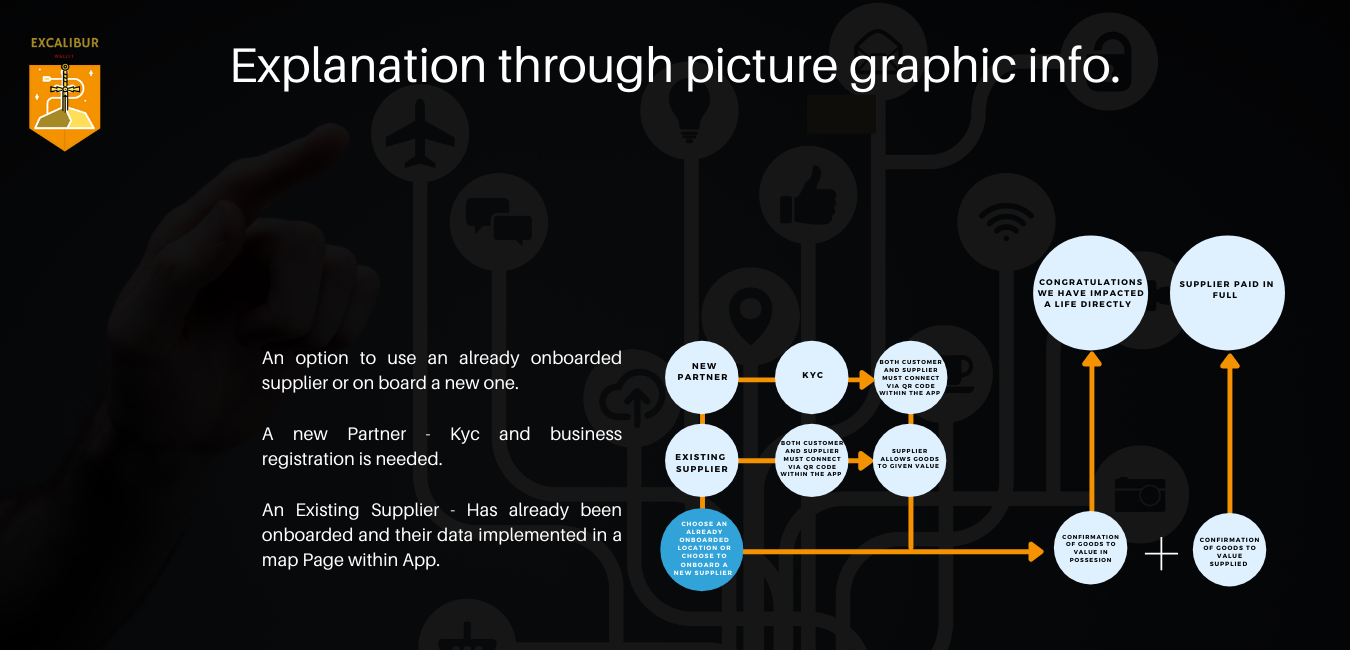 EXCALIBUR
Explanation through picture graphic info.
An option to use an already onboarded
supplier or on board a new one.
A new Partner - Kyc and business
registration is needed.
An Existing Supplier - Has already been
onboarded and their data implemented in a
map Page within App.
NEW
PARTNER
KYC
BOTH CUSTOMER
AND SUPPLIER
MUST CONNECT
VIA QR CODE
WITHIN THE APP
EXISTING
SUPPLIER
BOTH CUSTOMER
AND SUPPLIER
MUST CONNECT
VIA QR CODE
WITHIN THE APP
SUPPLIER
ALLOWS GOODS
TO GIVEN VALUE
CHOOSE AN
ALREADY
ONBOARDED
LOCATION OR
CHOOSE TO
ONBOARD A
NEW SUPPLIER
CONGRATULATIONS
WE HAVE IMPACTED
A LIFE DIRECTLY
SUPPLIER PAID IN
FULL
CONFIRMATION
OF GOODS TO
VALUE IN
POSSESION
CONFIRMATION
OF GOODS TO
VALUE
SUPPLIED